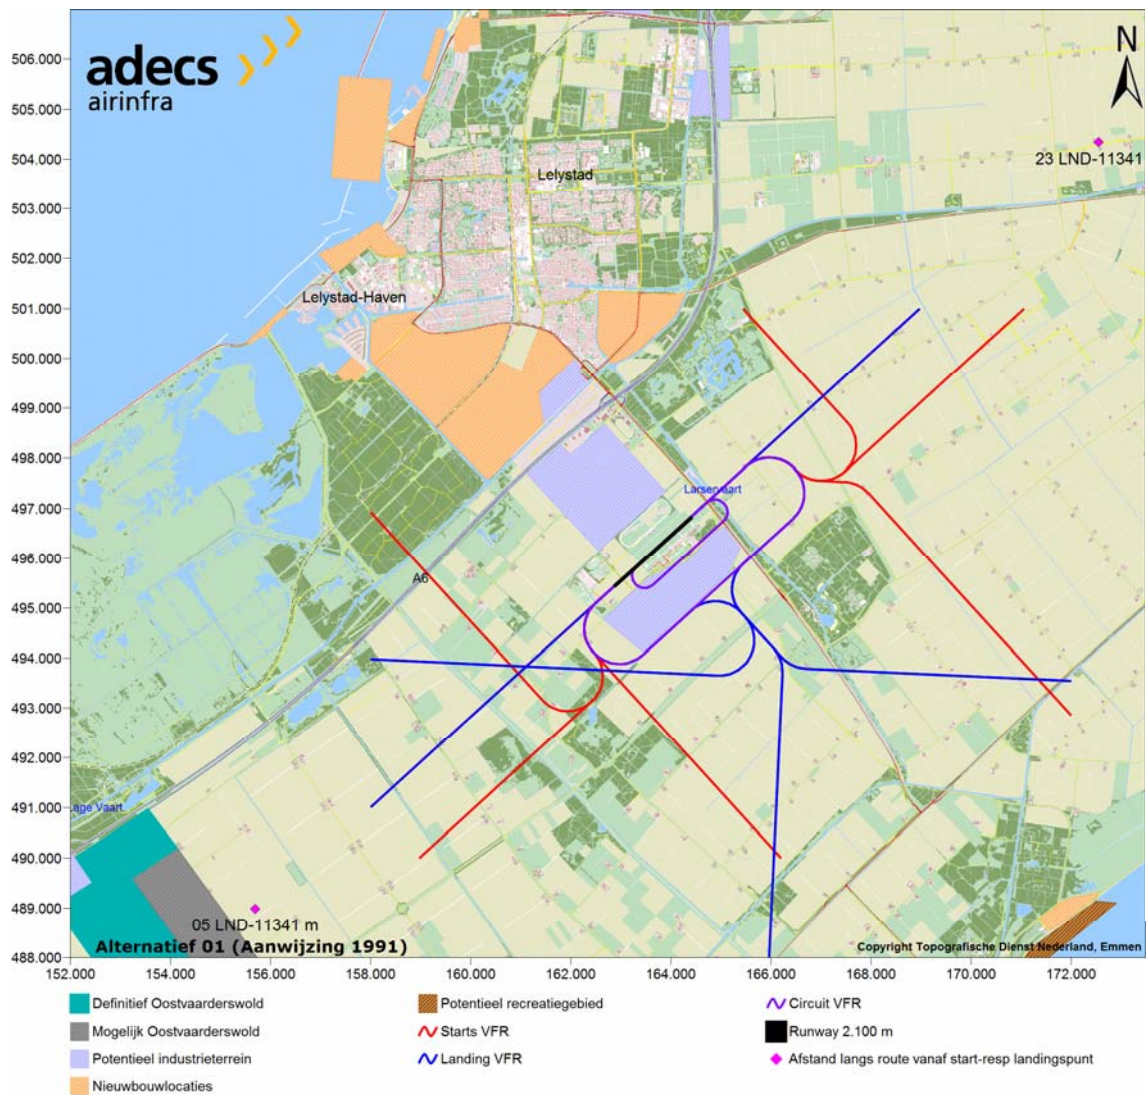 adecs
airinfra
N
506.000
505.000
504.000
503.000
502.000
501.000
500.000
499.000
498.000
497.000
496.000
495.000
494.000
493.000
492.000
491.000
490.000
489.000
488.000
23 LND-11341
Lelystad
Lelystad-Haven
Larservaart
A6
age Vaart
05 LND-11341 m
Alternatief 01 (Aanwijzing 1991)
Copyright Topografische Dienst Nederland, Emmen
152.000 154.000 156.000 158.000 160.000 162.000 164.000 166.000 168.000 170.000 172.000
Definitief Oostvaarderswold
Mogelijk Oostvaarderswold
Potentieel industrieterrein
Nieuwbouwlocaties
Potentieel recreatiegebied
Starts VFR
Landing VFR
Circuit VFR
Runway 2.100 m
Afstand langs route vanaf start-resp landingspunt